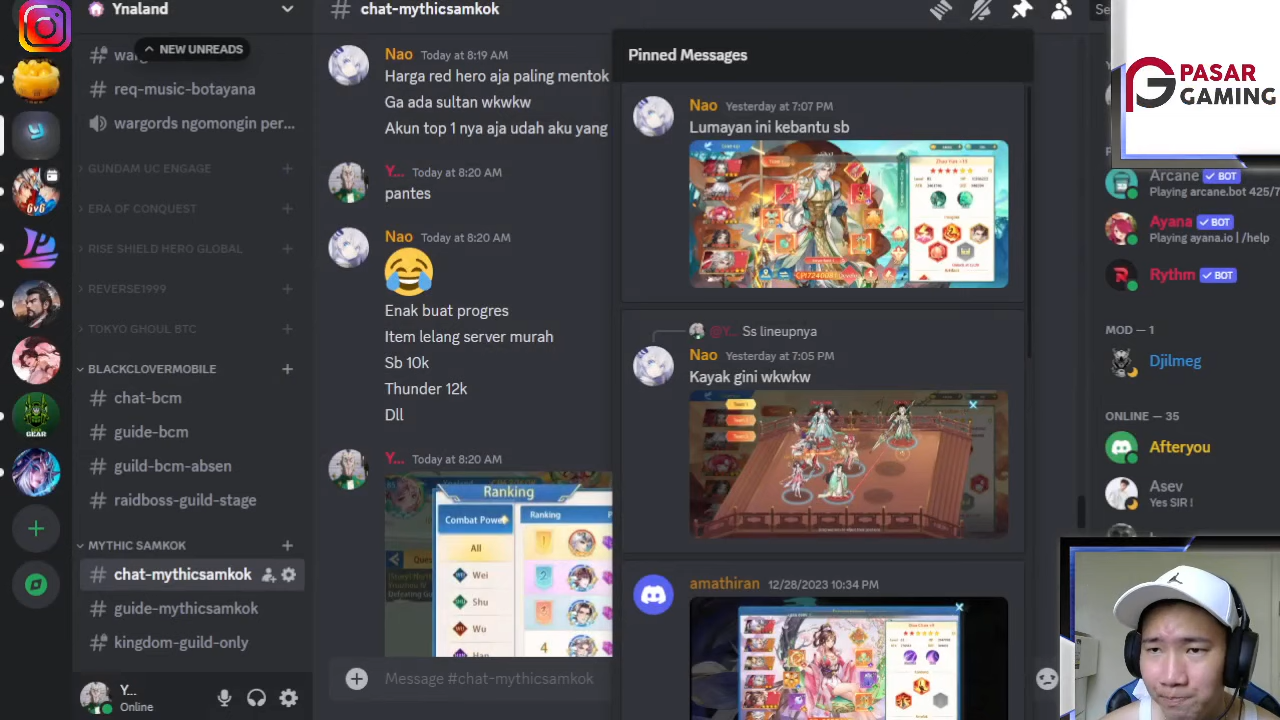 Ynaland
NEW UNREADS
req-music-botayana
wargords ngomongin per...
GUNDAM UC ENGAGE
ERA OF CONQUEST
RISE SHIELD HERO GLOBAL
REVERSE1999
TOKYO GHOUL BTC
BLACKCLOVERMOBILE
# chat-bcm
# guide-bcm
# guild-bcm-absen
# raidboss-guild-stage
MYTHIC SAMKOK
# chat-mythicsamkok
# guide-mythicsamkok
# kingdom-guild-only
Y...
Online
6v6
GEAR
# chat-mythicsamkok
Nao Today at 8:19 AM
Harga red hero aja paling mentok
Ga ada sultan wkwkw
Akun top 1 nya aja udah aku yang
Y... Today at 8:20 AM
pantes
Nao Today at 8:20 AM
😂
Enak buat progres
Item lelang server murah
Sb 10k
Thunder 12k
Dll
Y... Today at 8:20 AM
Ranking
Combat Power
Ranking
All
Wei
Shu
Wu
Han
1
2
3
4
Message #chat-mythicsamkok
Pinned Messages
Nao Yesterday at 7:07 PM
Lumayan ini kebantu sb
@Y... Ss lineupnya
Nao Yesterday at 7:05 PM
Kayak gini wkwkw
amathiran 12/28/2023 10:34 PM
PASAR
GAMING
Arcane ✓ BOT
Playing arcane.bot 425/7
Ayana ✓ BOT
Playing ayana.io | /help
Rythm ✓ BOT
MOD — 1
Djilmeg
ONLINE — 35
Afteryou
Asev
Yes SIR !